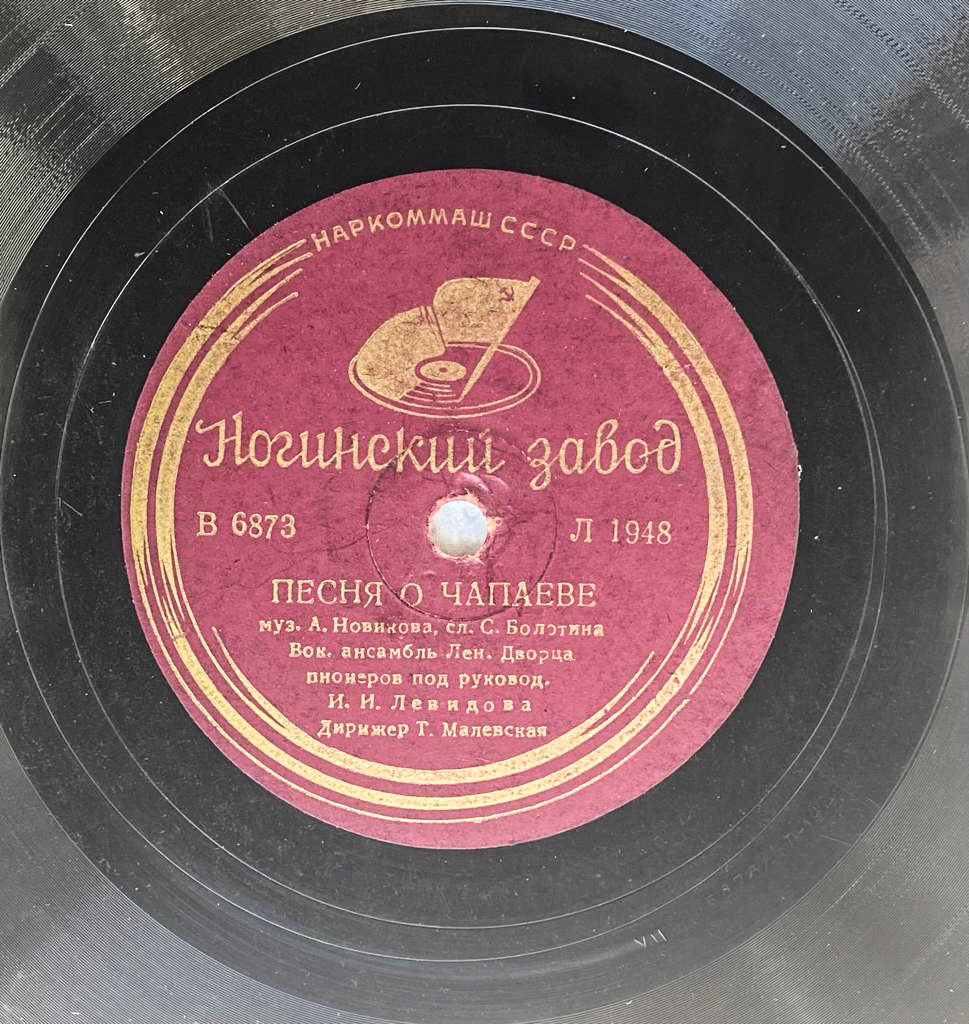 НАРКОММАШ СССР
Ногинский завод
В 6873 Л 1948
ПЕСНЯ О ЧАПАЕВЕ
муз. А. Новикова, сл. С. Болотина
Вок. ансамбль Лен. Дворца
пионеров под руковод.
И. И. Левидова
Дирижер Т. Малевская
VII